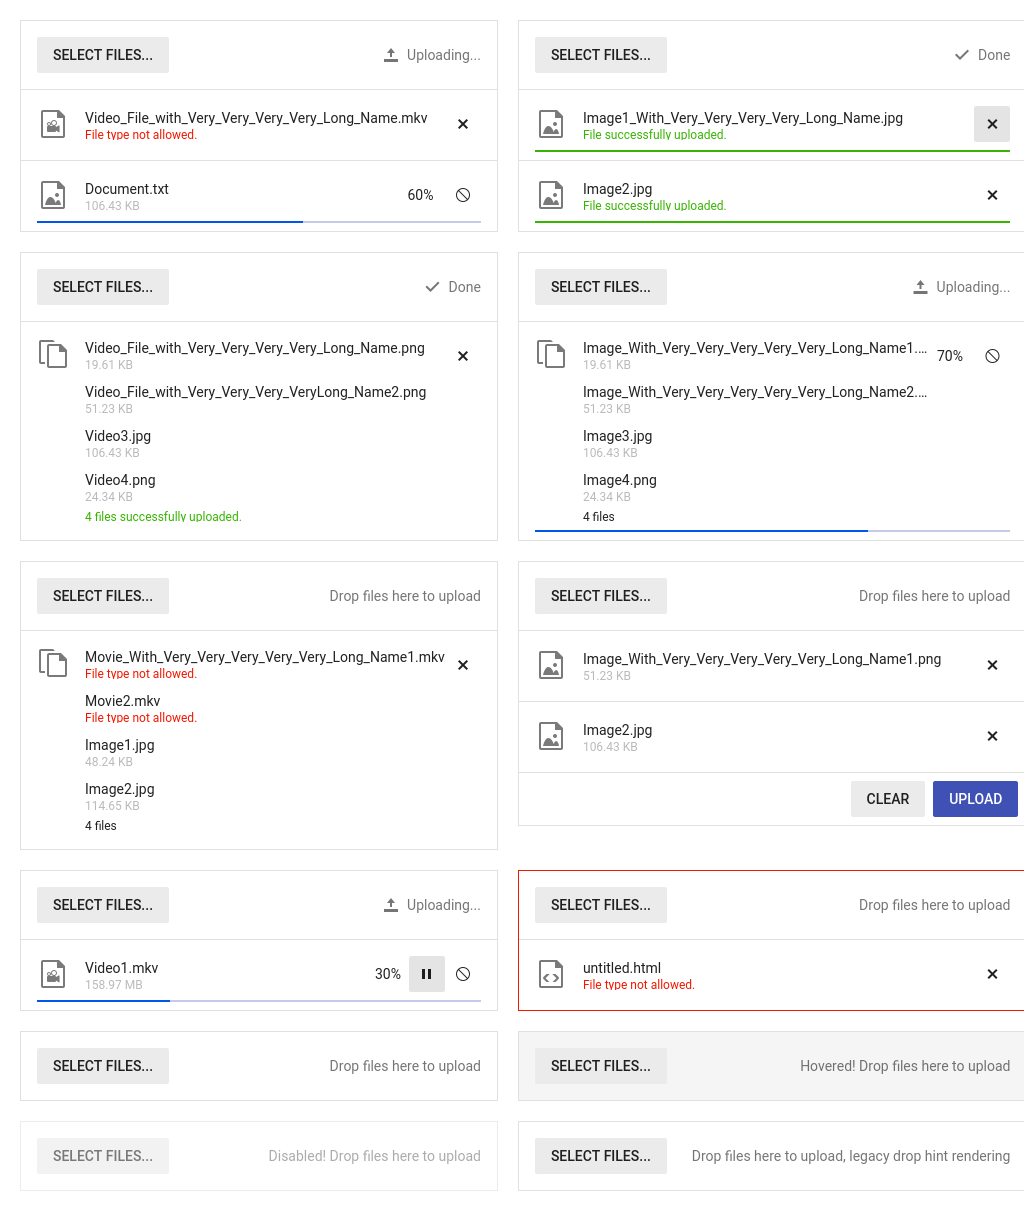 SELECT FILES...
Uploading...
Video_File_with_Very_Very_Very_Very_Long_Name.mkv
File type not allowed.
Document.txt
106.43 KB
60%
SELECT FILES...
Done
Image1_With_Very_Very_Very_Very_Long_Name.jpg
File successfully uploaded.
Image2.jpg
File successfully uploaded.
SELECT FILES...
Done
Video_File_with_Very_Very_Very_Very_Long_Name.png
19.61 KB
Video_File_with_Very_Very_Very_VeryLong_Name2.png
51.23 KB
Video3.jpg
106.43 KB
Video4.png
24.34 KB
4 files successfully uploaded.
SELECT FILES...
Uploading...
Image_With_Very_Very_Very_Very_Very_Long_Name1....
19.61 KB
70%
Image_With_Very_Very_Very_Very_Very_Long_Name2....
51.23 KB
Image3.jpg
106.43 KB
Image4.png
24.34 KB
4 files
SELECT FILES...
Drop files here to upload
Movie_With_Very_Very_Very_Very_Very_Long_Name1.mkv
File type not allowed.
Movie2.mkv
File type not allowed.
Image1.jpg
48.24 KB
Image2.jpg
114.65 KB
4 files
SELECT FILES...
Drop files here to upload
Image_With_Very_Very_Very_Very_Very_Long_Name1.png
51.23 KB
Image2.jpg
106.43 KB
CLEAR
UPLOAD
SELECT FILES...
Uploading...
Video1.mkv
158.97 MB
30%
SELECT FILES...
Drop files here to upload
untitled.html
File type not allowed.
SELECT FILES...
Drop files here to upload
SELECT FILES...
Hovered! Drop files here to upload
SELECT FILES...
Disabled! Drop files here to upload
SELECT FILES...
Drop files here to upload, legacy drop hint rendering